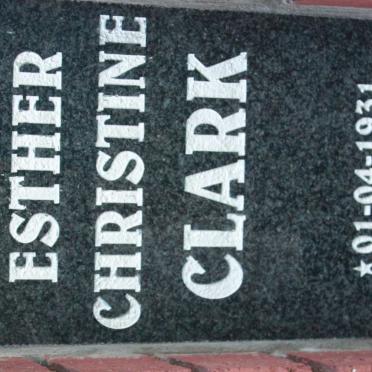 ESTHER
CHRISTINE
CLARK
★01-04-1931